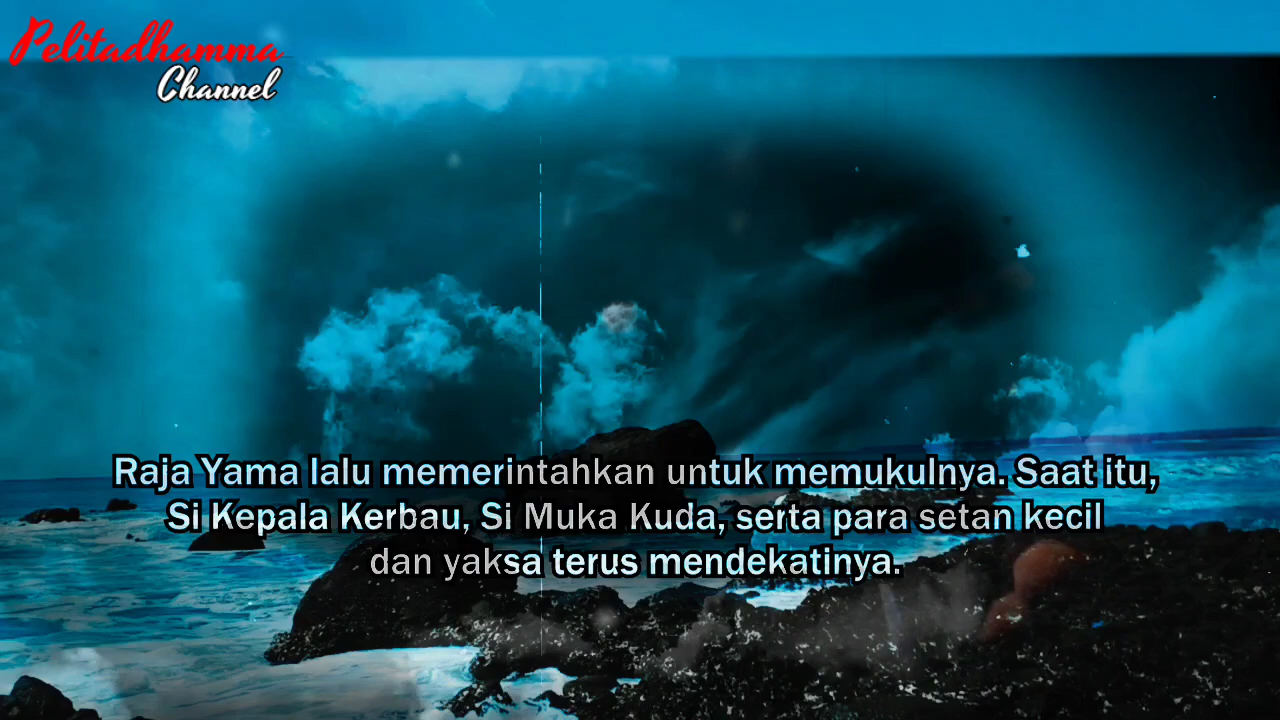 Pelitadhamma
Channel
Raja Yama lalu memerintahkan untuk memukulnya. Saat itu,
Si Kepala Kerbau, Si Muka Kuda, serta para setan kecil
dan yaksa terus mendekatinya.